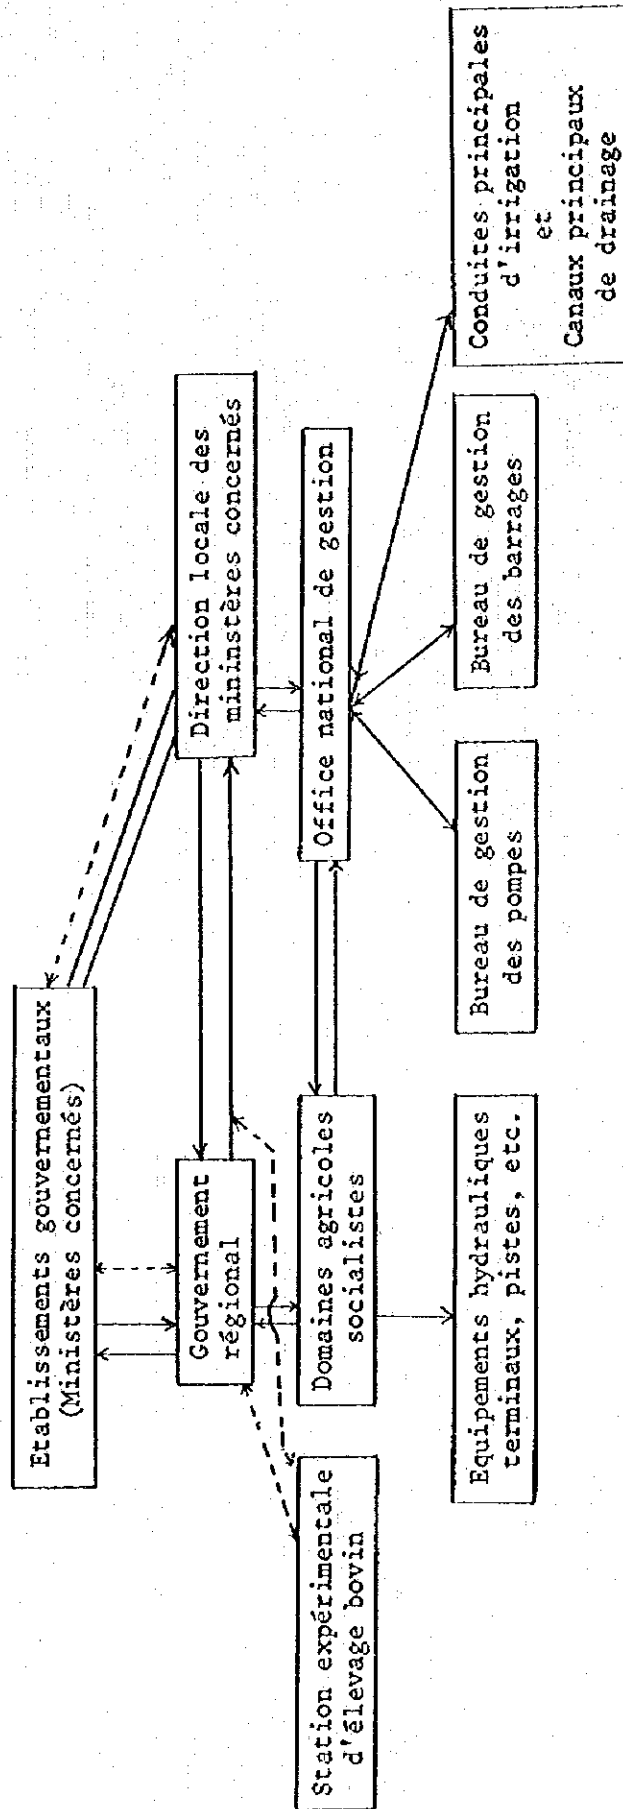 Etablissements gouvernementaux
(Ministères concernés)
Gouvernement
régional
Direction locale des
mininstères concernés
Station expérimentale
d'élevage bovin
Domaines agricoles
socialistes
Office national de gestion
Equipements hydrauliques
terminaux, pistes, etc.
Bureau de gestion
des pompes
Bureau de gestion
des barrages
Conduites principales
d'irrigation
et
Canaux principaux
de drainage